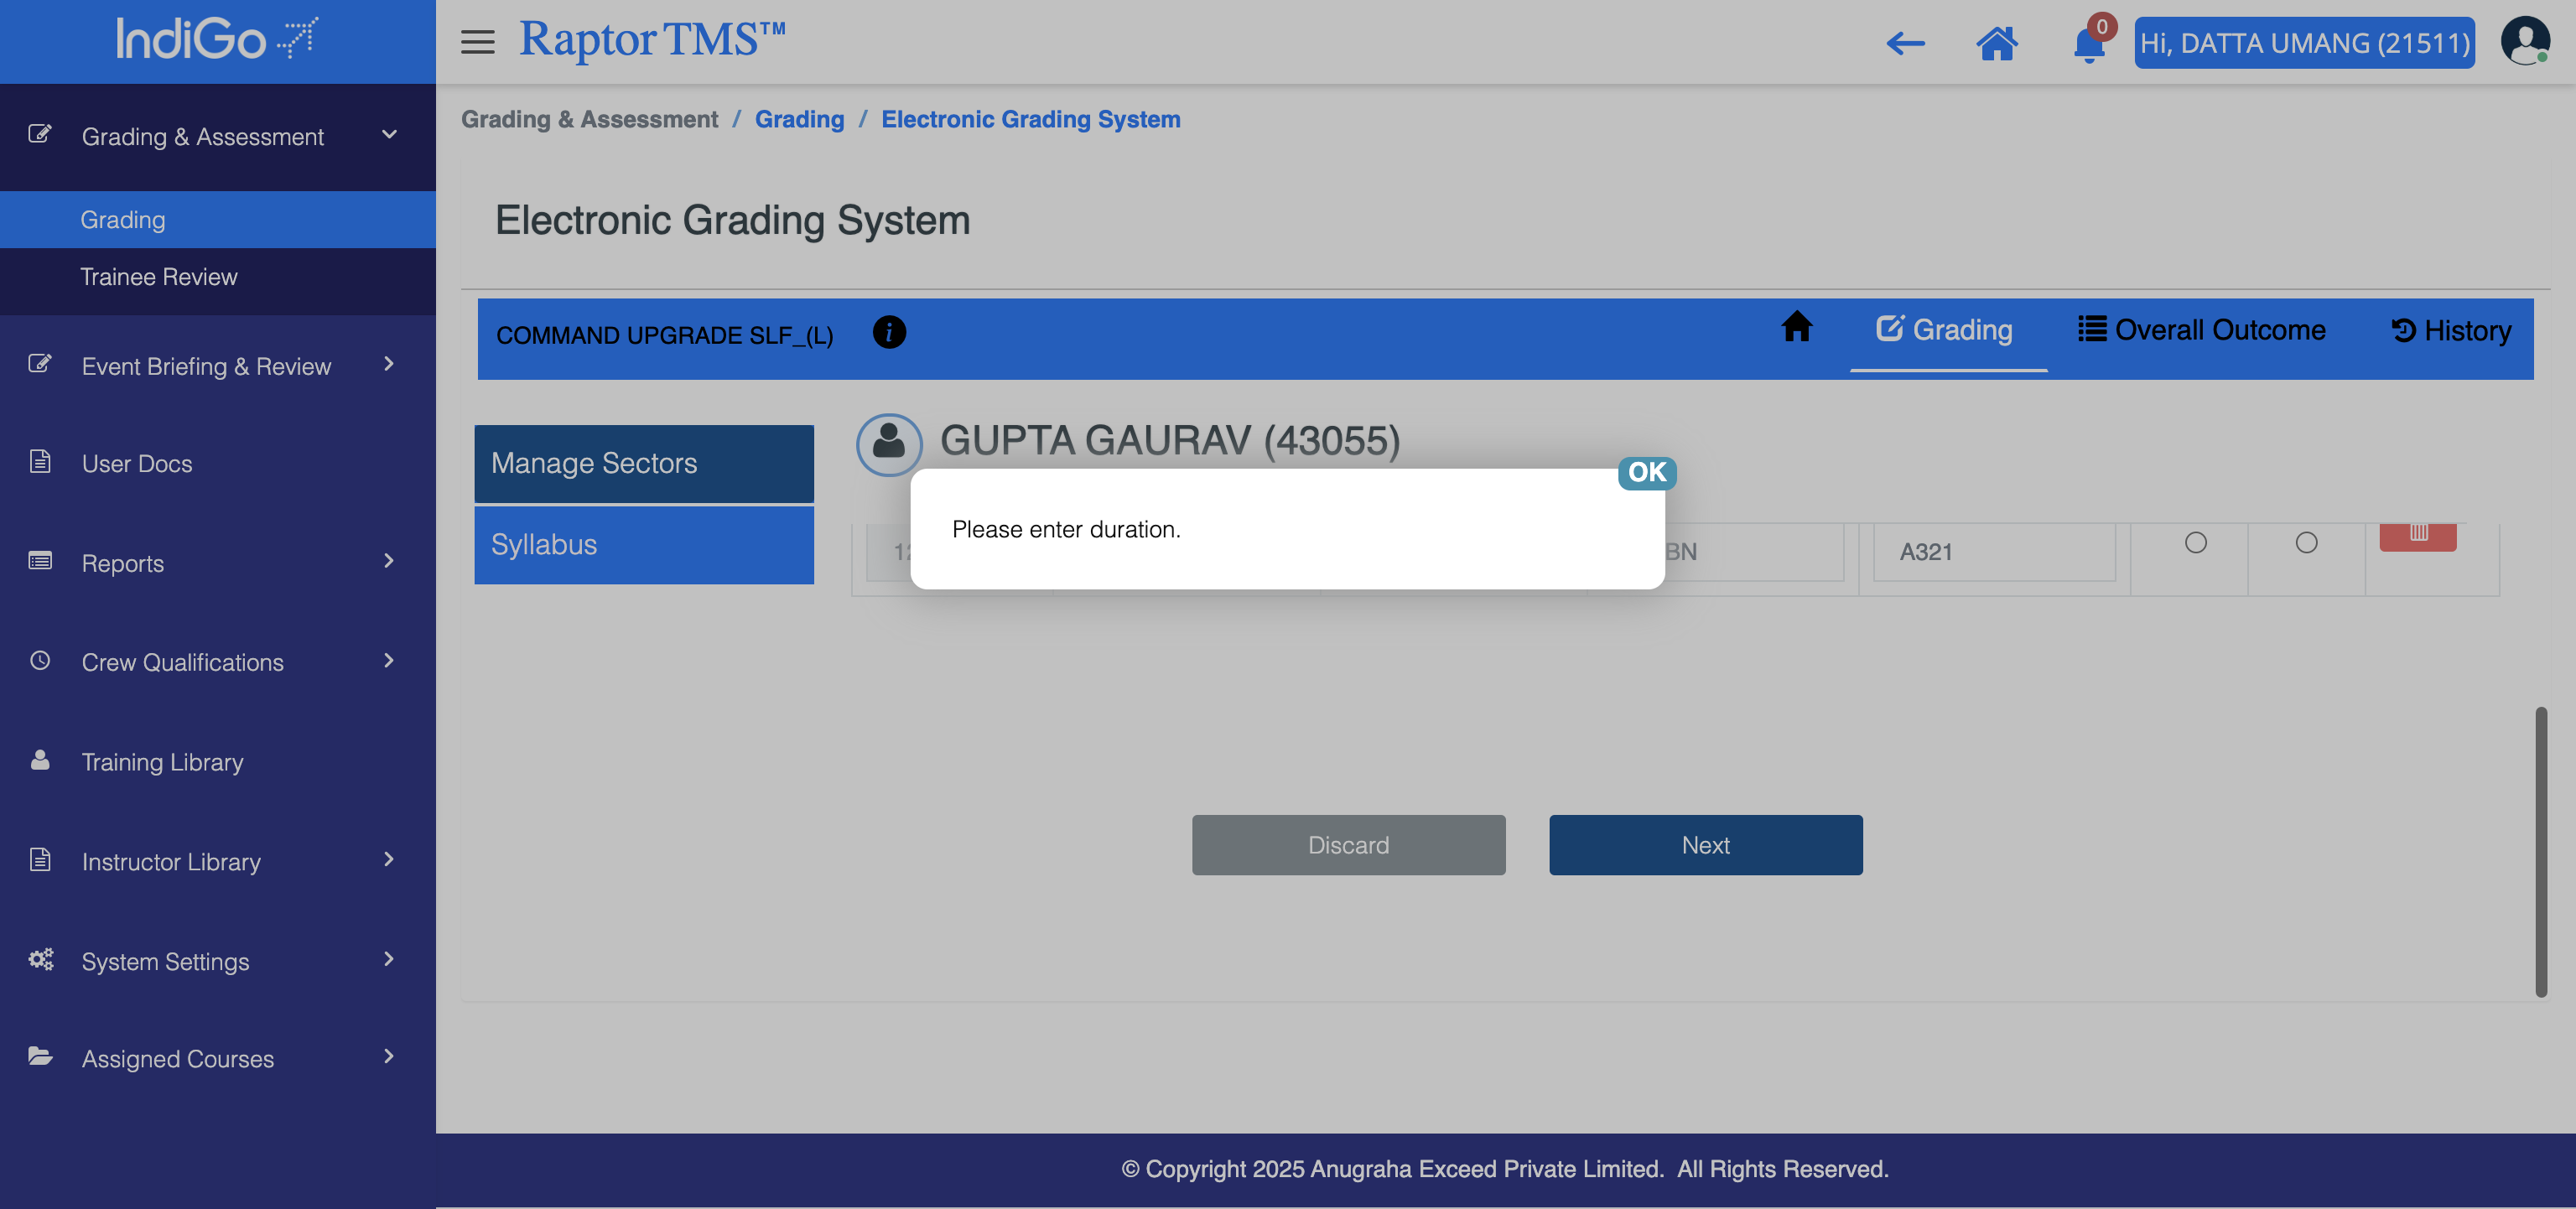 IndiGo
Raptor TMS™
0
Hi, DATTA UMANG (21511)
Grading & Assessment
Grading
Trainee Review
Event Briefing & Review
User Docs
Reports
Crew Qualifications
Training Library
Instructor Library
System Settings
Assigned Courses
Grading & Assessment / Grading / Electronic Grading System
Electronic Grading System
COMMAND UPGRADE SLF_(L)
Grading
Overall Outcome
History
Manage Sectors
Syllabus
GUPTA GAURAV (43055)
OK
Please enter duration.
BN
A321
Discard
Next
© Copyright 2025 Anugraha Exceed Private Limited. All Rights Reserved.